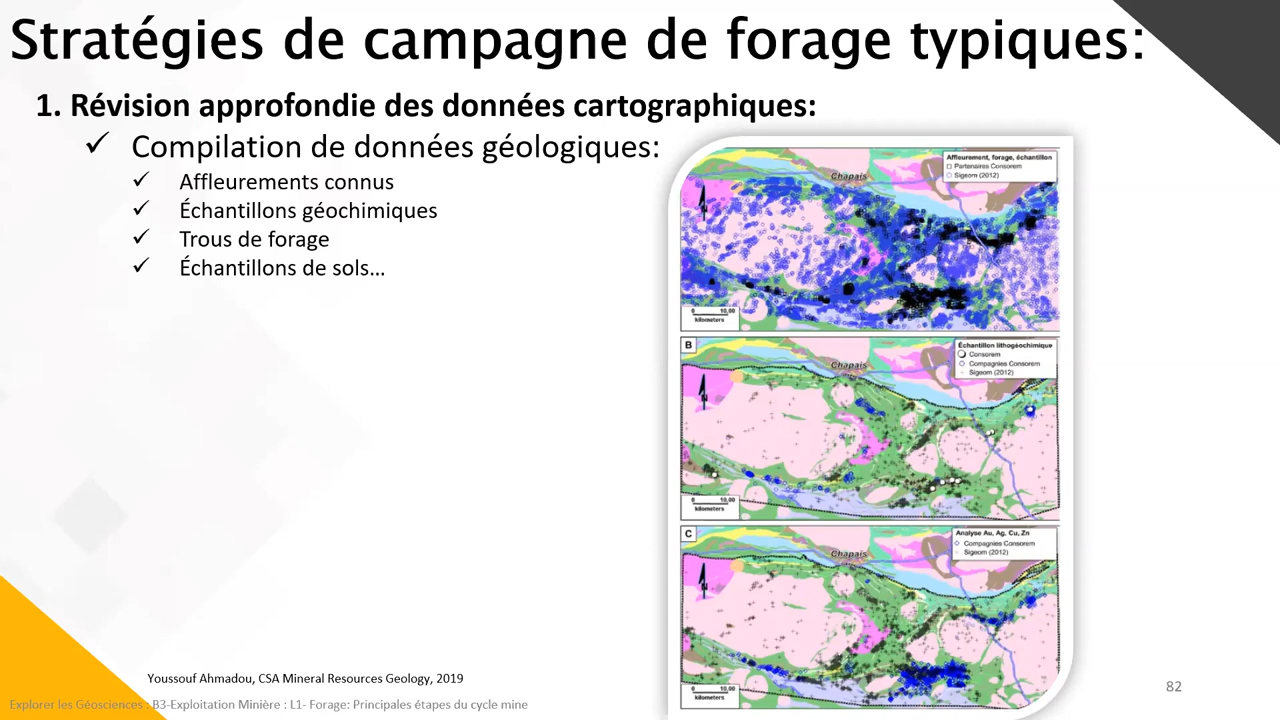 Stratégies de campagne de forage typiques:
1. Révision approfondie des données cartographiques:
✓ Compilation de données géologiques:
✓ Affleurements connus
✓ Échantillons géochimiques
✓ Trous de forage
✓ Échantillons de sols…
Affleurement, forage, échantillon
Partenaires Consorem
Sigeom (2012)
Chapais
N
0 10,00
kilometers
B
Échantillon lithogéochimique
Consorem
Compagnies Consorem
Sigeom (2012)
Chapais
N
0 10,00
kilometers
C
Analyse Au, Ag, Cu, Zn
Compagnies Consorem
Sigeom (2012)
Chapais
N
0 10,00
kilometers
Youssouf Ahmadou, CSA Mineral Resources Geology, 2019
82
Explorer les Géosciences : B3-Exploitation Minière : L1- Forage: Principales étapes du cycle mine